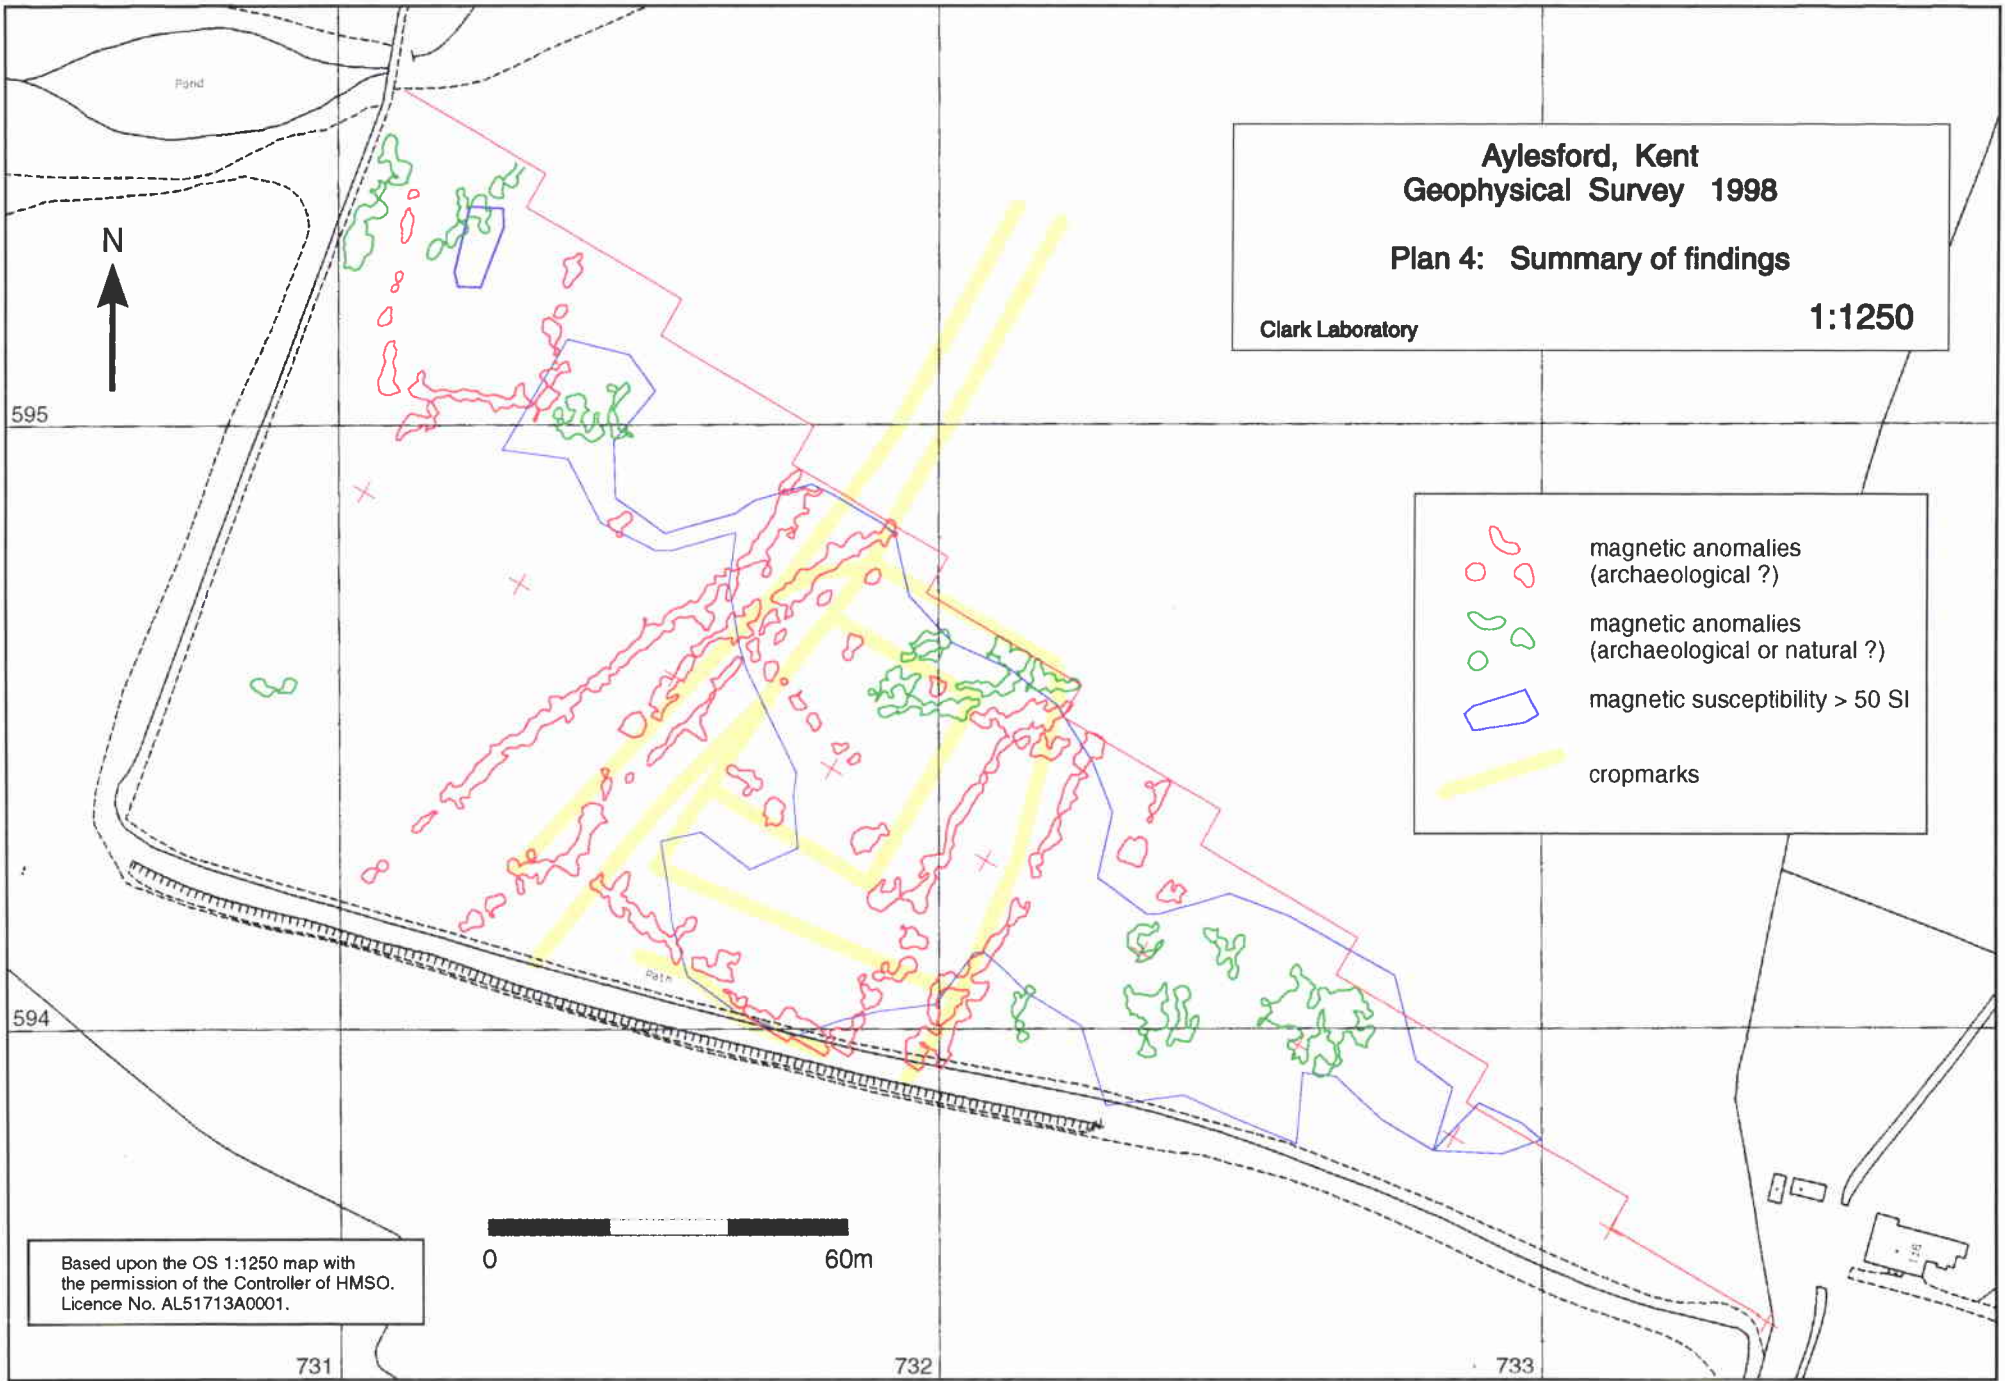 Pond
Aylesford, Kent
Geophysical Survey 1998
Plan 4: Summary of findings
Clark Laboratory
1:1250
N
595
magnetic anomalies
(archaeological ?)
magnetic anomalies
(archaeological or natural ?)
magnetic susceptibility > 50 SI
cropmarks
Path
594
0
60m
126
Based upon the OS 1:1250 map with
the permission of the Controller of HMSO.
Licence No. AL51713A0001.
731
732
733